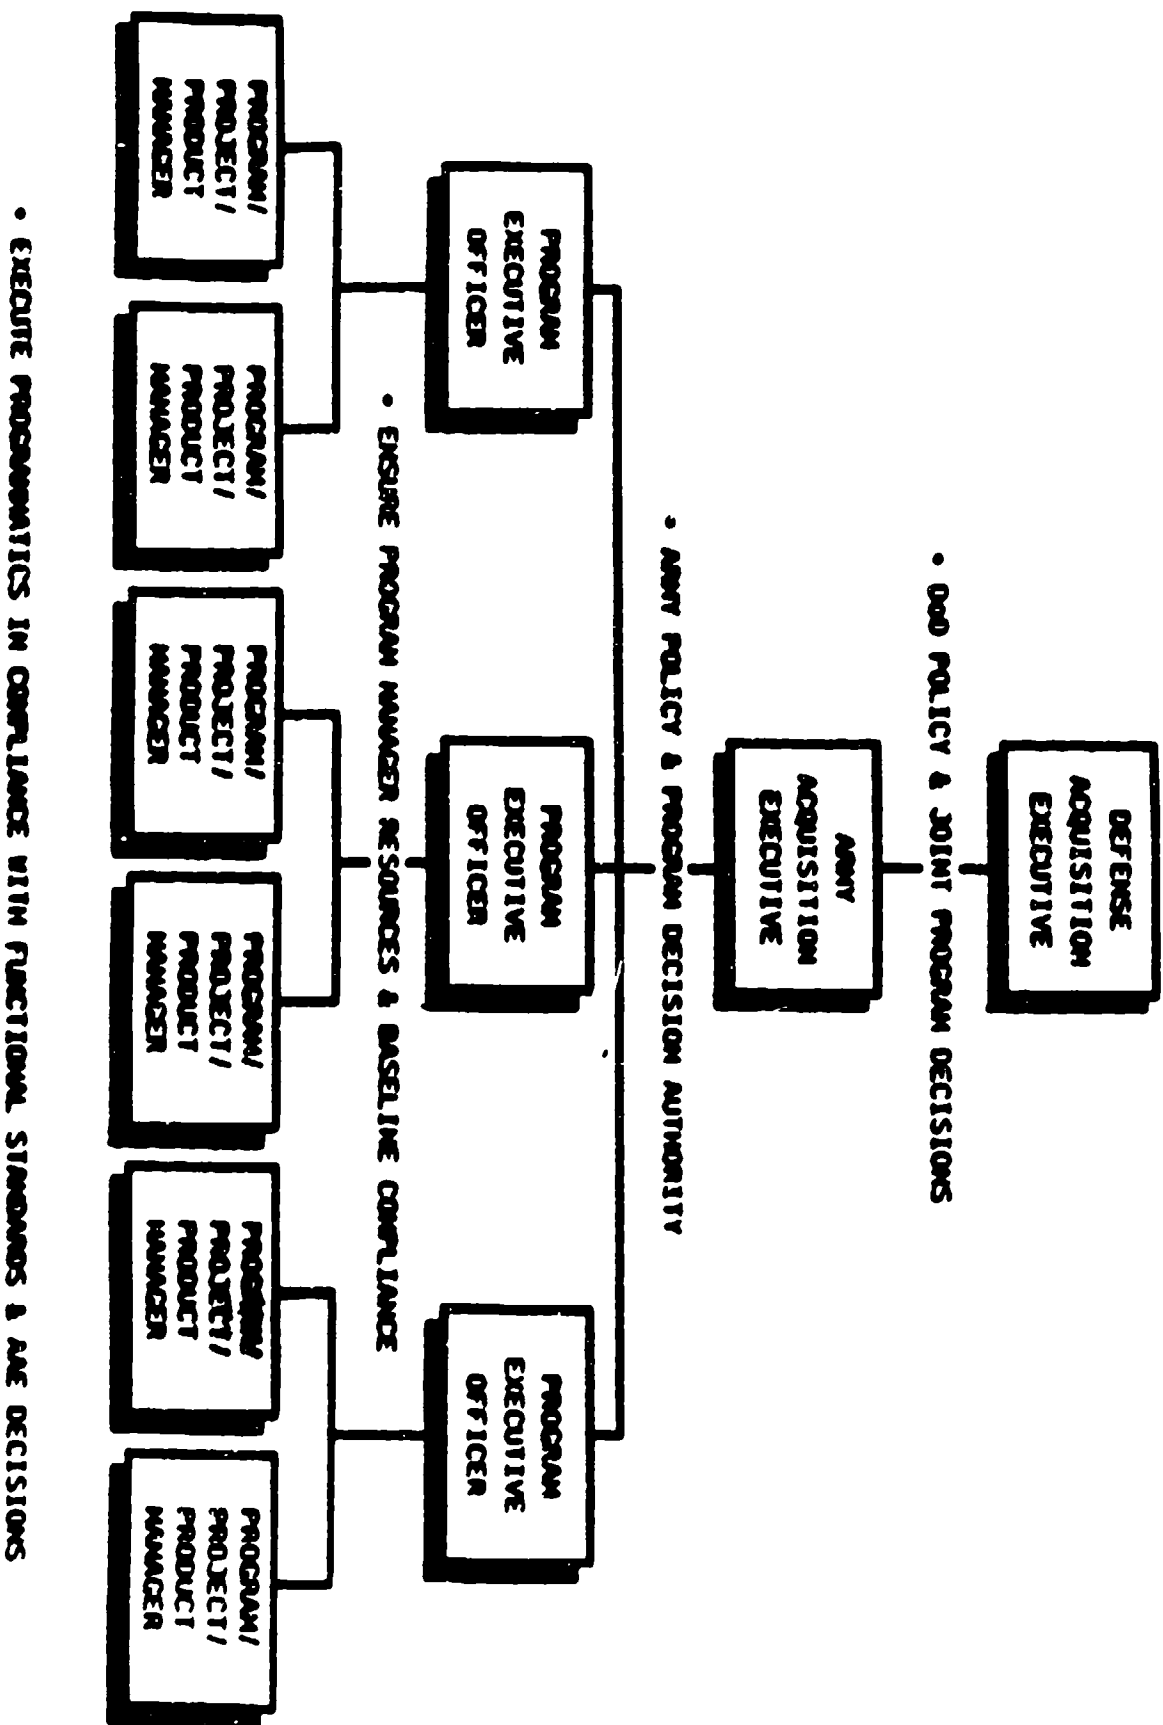 DEFENSE
ACQUISITION
EXECUTIVE
• DoD POLICY & JOINT PROGRAM DECISIONS
ARMY
ACQUISITION
EXECUTIVE
• ARMY POLICY & PROGRAM DECISION AUTHORITY
PROGRAM
EXECUTIVE
OFFICER
PROGRAM
EXECUTIVE
OFFICER
PROGRAM
EXECUTIVE
OFFICER
• ENSURE PROGRAM MANAGER RESOURCES & BASELINE COMPLIANCE
PROGRAM/
PROJECT/
PRODUCT
MANAGER
PROGRAM/
PROJECT/
PRODUCT
MANAGER
PROGRAM/
PROJECT/
PRODUCT
MANAGER
PROGRAM/
PROJECT/
PRODUCT
MANAGER
PROGRAM/
PROJECT/
PRODUCT
MANAGER
PROGRAM/
PROJECT/
PRODUCT
MANAGER
• EXECUTE PROGRAMMATICS IN COMPLIANCE WITH FUNCTIONAL STANDARDS & AAE DECISIONS